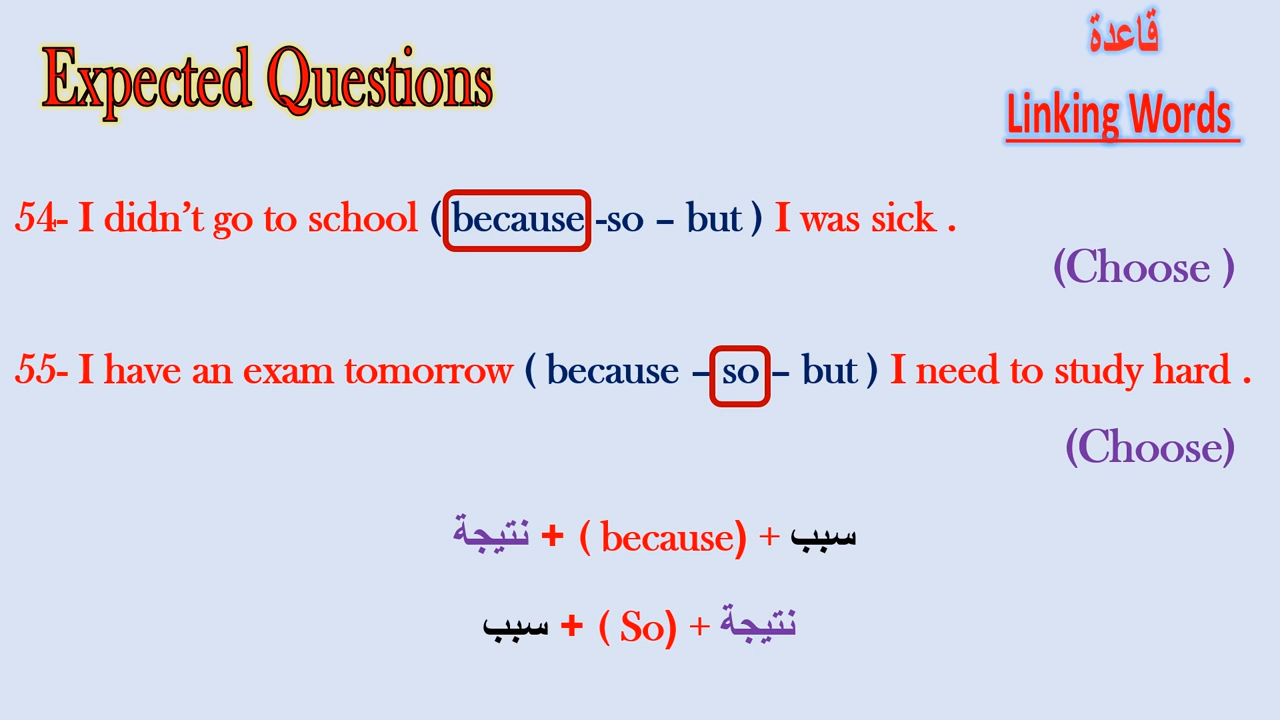 Expected Questions
قاعدة
Linking Words
54- I didn’t go to school ( because -so – but ) I was sick .
(Choose )
55- I have an exam tomorrow ( because – so – but ) I need to study hard .
(Choose)
نتيجة + ( because) + سبب
سبب + ( So) + نتيجة